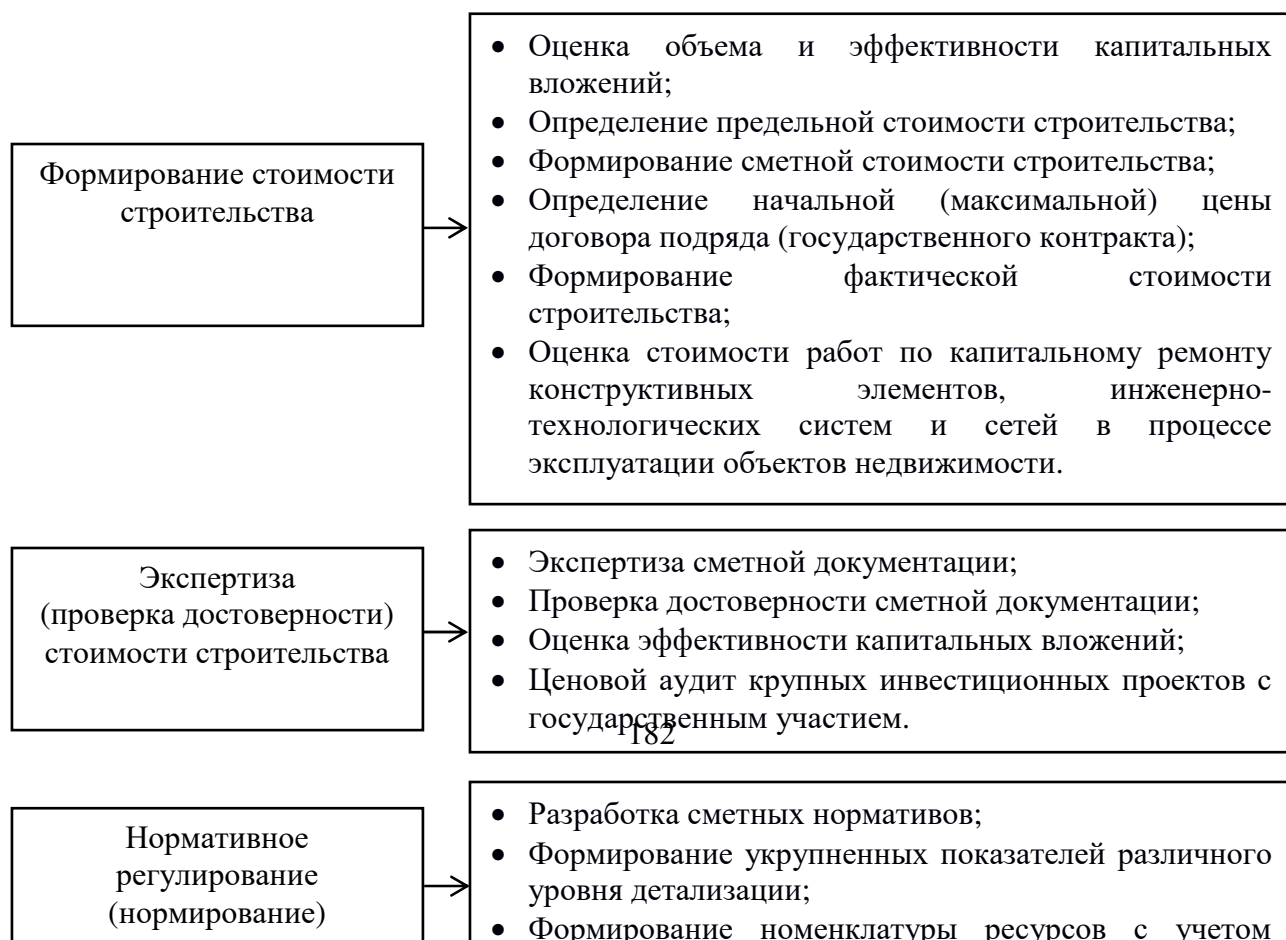 Формирование стоимости
строительства
• Оценка объема и эффективности капитальных
вложений;
• Определение предельной стоимости строительства;
• Формирование сметной стоимости строительства;
• Определение начальной (максимальной) цены
договора подряда (государственного контракта);
• Формирование фактической стоимости
строительства;
• Оценка стоимости работ по капитальному ремонту
конструктивных элементов, инженерно-
технологических систем и сетей в процессе
эксплуатации объектов недвижимости.
Экспертиза
(проверка достоверности)
стоимости строительства
• Экспертиза сметной документации;
• Проверка достоверности сметной документации;
• Оценка эффективности капитальных вложений;
• Ценовой аудит крупных инвестиционных проектов с
государственным участием.
182
Нормативное
регулирование
(нормирование)
• Разработка сметных нормативов;
• Формирование укрупненных показателей различного
уровня детализации;
• Формирование номенклатуры ресурсов с учетом